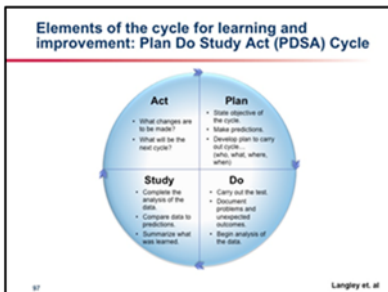 Elements of the cycle for learning and
improvement: Plan Do Study Act (PDSA) Cycle
Act
• What changes are
to be made?
• What will be the
next cycle?
Plan
• State objective of
the cycle.
• Make predictions.
• Develop plan to carry
out cycle...
(who, what, where,
when)
Study
• Complete the
analysis of the
data.
• Compare data to
predictions.
• Summarize what
was learned.
Do
• Carry out the test.
• Document
problems and
unexpected
outcomes.
• Begin analysis of
the data.
97
Langley et. al